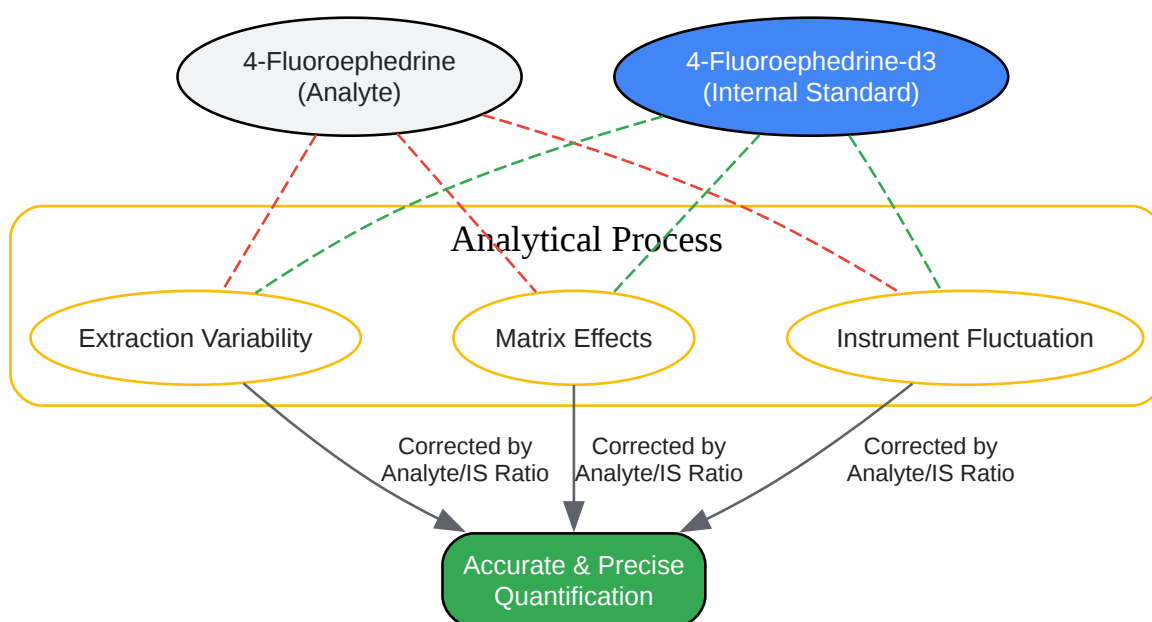 4-Fluoroephedrine
(Analyte)
4-Fluoroephedrine-d3
(Internal Standard)
Analytical Process
Extraction Variability
Matrix Effects
Instrument Fluctuation
Corrected by
Analyte/IS Ratio
Corrected by
Analyte/IS Ratio
Corrected by
Analyte/IS Ratio
Accurate & Precise
Quantification